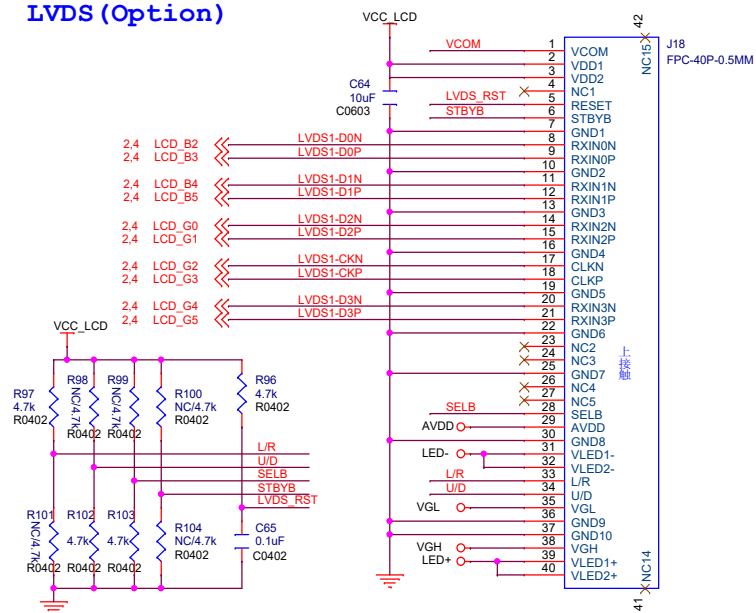 LVDS(Option)
VCC_LCD
42
J18
FPC-40P-0.5MM
NC15
C64
10uF
C0603
VCOM 1 VCOM
2 VDD1
3 VDD2
4 NC1
LVDS_RST 5 RESET
STBYB 6 STBYB
7 GND1
2,4 LCD_B2 LVDS1-D0N 8 RXIN0N
2,4 LCD_B3 LVDS1-D0P 9 RXIN0P
10 GND2
2,4 LCD_B4 LVDS1-D1N 11 RXIN1N
2,4 LCD_B5 LVDS1-D1P 12 RXIN1P
13 GND3
2,4 LCD_G0 LVDS1-D2N 14 RXIN2N
2,4 LCD_G1 LVDS1-D2P 15 RXIN2P
16 GND4
2,4 LCD_G2 LVDS1-CKN 17 CLKN
2,4 LCD_G3 LVDS1-CKP 18 CLKP
19 GND5
2,4 LCD_G4 LVDS1-D3N 20 RXIN3N
2,4 LCD_G5 LVDS1-D3P 21 RXIN3P
22 GND6
23 NC2
24 NC3
25 GND7
26 NC4
27 NC5
SELB 28 SELB
AVDD 29 AVDD
30 GND8
LED- 31 VLED1-
32 VLED2-
L/R 33 L/R
U/D 34 U/D
VGL 35 VGL
36 GND9
37 GND10
VGH 38 VGH
LED+ 39 VLED1+
40 VLED2+
上接触
NC14
41
VCC_LCD
R97
4.7k
R0402
R98
NC/4.7k
R0402
R99
NC/4.7k
R0402
R100
NC/4.7k
R0402
R96
4.7k
R0402
L/R
U/D
SELB
STBYB
LVDS_RST
R101
NC/4.7k
R0402
R102
4.7k
R0402
R103
4.7k
R0402
R104
NC/4.7k
R0402
C65
0.1uF
C0402